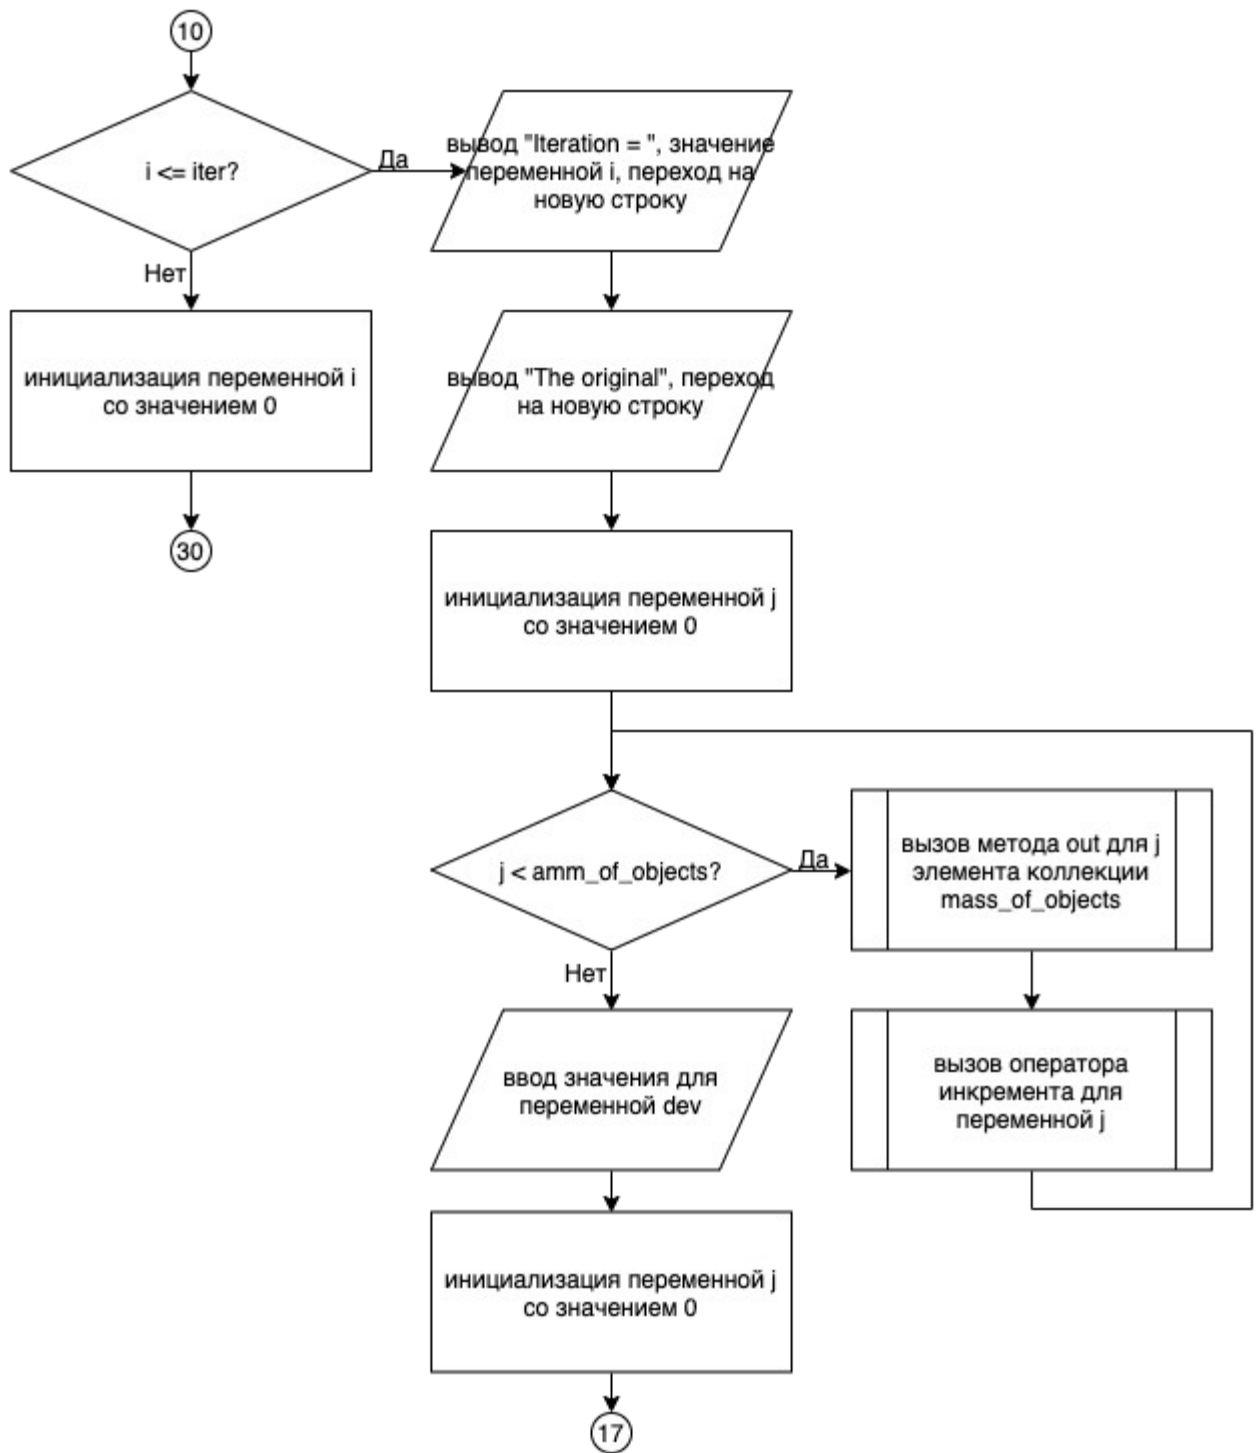 10
i <= iter?
Да
вывод "Iteration = ", значение
переменной i, переход на
новую строку
Нет
инициализация переменной i
со значением 0
30
вывод "The original", переход
на новую строку
инициализация переменной j
со значением 0
j < amm_of_objects?
Да
вызов метода out для j
элемента коллекции
mass_of_objects
вызов оператора
инкремента для
переменной j
Нет
ввод значения для
переменной dev
инициализация переменной j
со значением 0
17